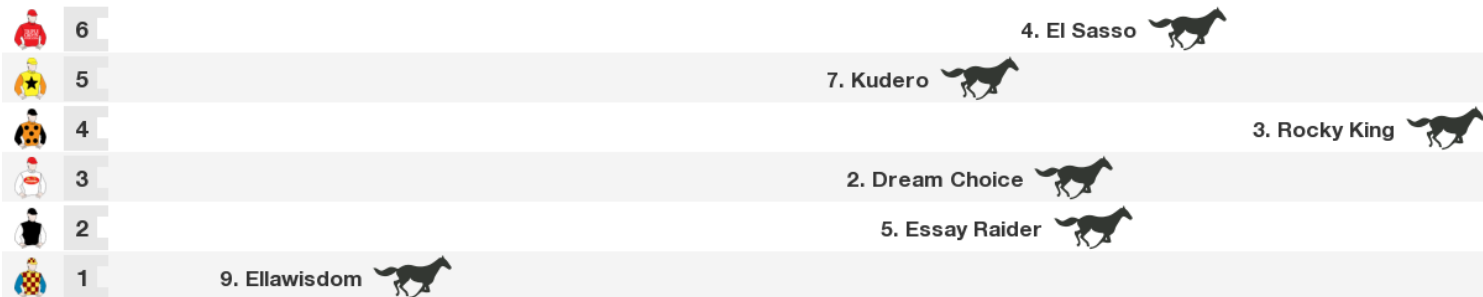 6 4. El Sasso
5 7. Kudero
4 3. Rocky King
3 2. Dream Choice
2 5. Essay Raider
1 9. Ellawisdom